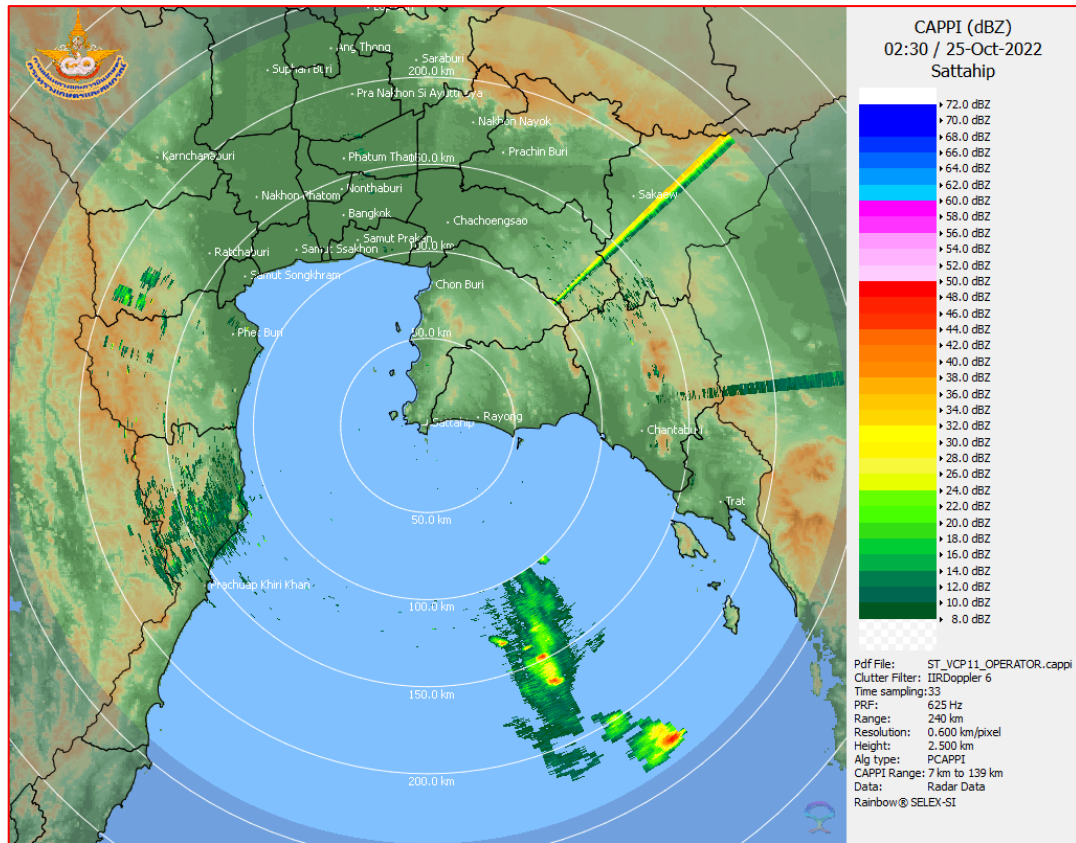 Ang Thong
Saraburi
Suphan Buri
200.0 km
Pra Nakhon Si Ayutthaya
Nakhon Nayok
Karnchanaburi
Prachin Buri
Nonthaburi
Nakhon Phatom
Sakaew
Bangkok
Chachoengsao
Samut Prakan
100.0 km
Ratchaburi
Samut Ssakhon
Samut Songkhram
Chon Buri
Phet Buri
50.0 km
Rayong
Sattahip
Chantaburi
Trat
50.0 km
Prachuap Khiri Khan
100.0 km
150.0 km
200.0 km
CAPPI (dBZ)
02:30 / 25-Oct-2022
Sattahip
72.0 dBZ
70.0 dBZ
68.0 dBZ
66.0 dBZ
64.0 dBZ
62.0 dBZ
60.0 dBZ
58.0 dBZ
56.0 dBZ
54.0 dBZ
52.0 dBZ
50.0 dBZ
48.0 dBZ
46.0 dBZ
44.0 dBZ
42.0 dBZ
40.0 dBZ
38.0 dBZ
36.0 dBZ
34.0 dBZ
32.0 dBZ
30.0 dBZ
28.0 dBZ
26.0 dBZ
24.0 dBZ
22.0 dBZ
20.0 dBZ
18.0 dBZ
16.0 dBZ
14.0 dBZ
12.0 dBZ
10.0 dBZ
8.0 dBZ
Pdf File: ST_VCP11_OPERATOR.cappi
Clutter Filter: IIRDoppler 6
Time sampling:33
PRF: 625 Hz
Range: 240 km
Resolution: 0.600 km/pixel
Height: 2.500 km
Alg type: PCAPPI
CAPPI Range: 7 km to 139 km
Data: Radar Data
Rainbow® SELEX-SI